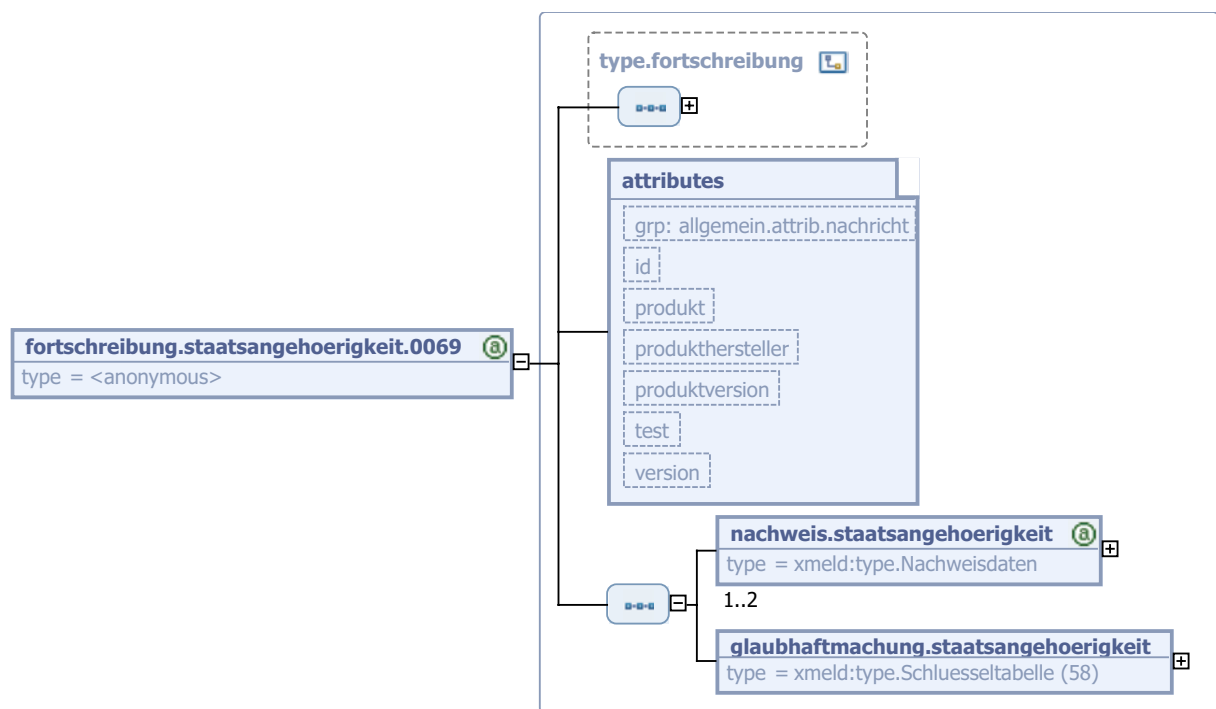 type.fortschreibung
attributes
grp: allgemein.attrib.nachricht
id
produkt
produkthersteller
produktversion
test
version
fortschreibung.staatsangehoerigkeit.0069
type = <anonymous>
nachweis.staatsangehoerigkeit
type = xmeld:type.Nachweisdaten
1..2
glaubhaftmachung.staatsangehoerigkeit
type = xmeld:type.Schluesseltabelle (58)